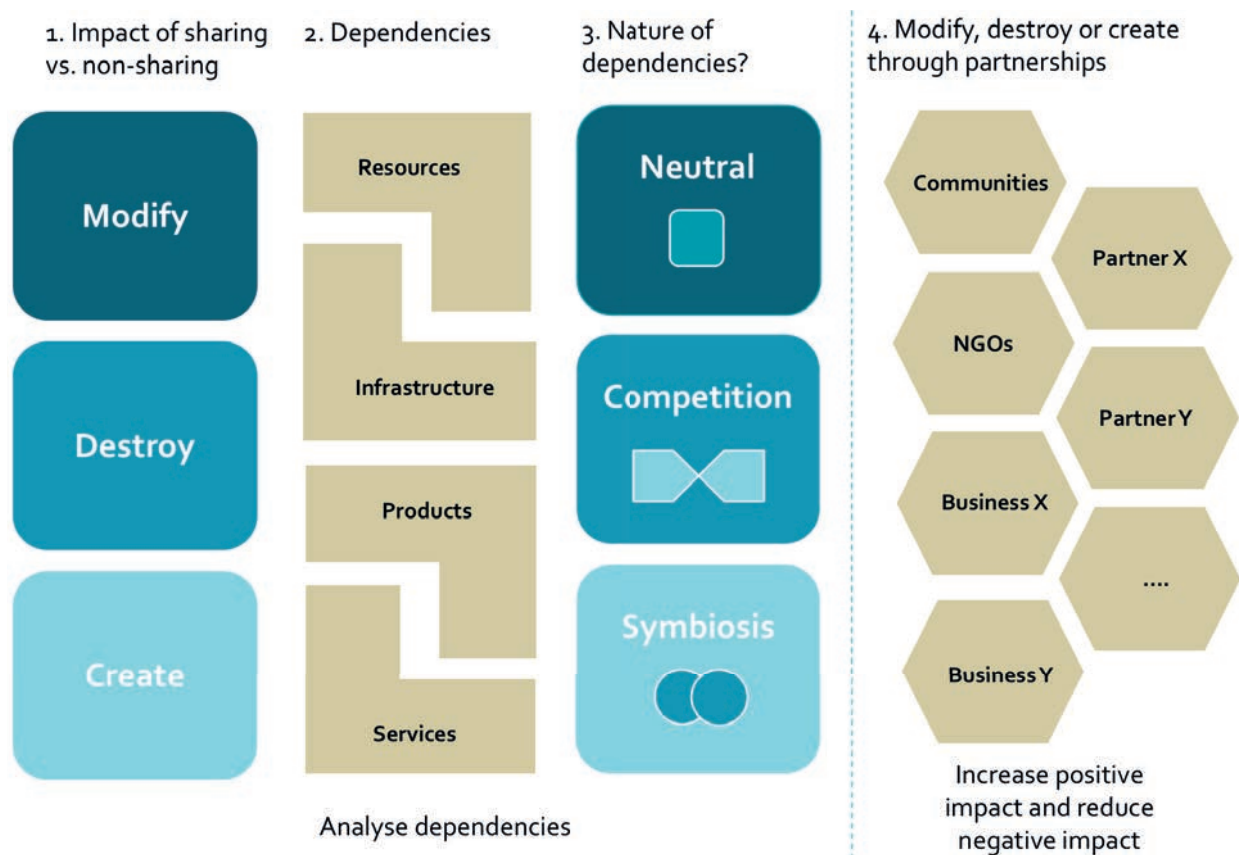 1. Impact of sharing
vs. non-sharing
Modify
Destroy
Create
2. Dependencies
Resources
Infrastructure
Products
Services
3. Nature of
dependencies?
Neutral
Competition
Symbiosis
Analyse dependencies
4. Modify, destroy or create
through partnerships
Communities
Partner X
NGOs
Partner Y
Business X
....
Business Y
Increase positive
impact and reduce
negative impact